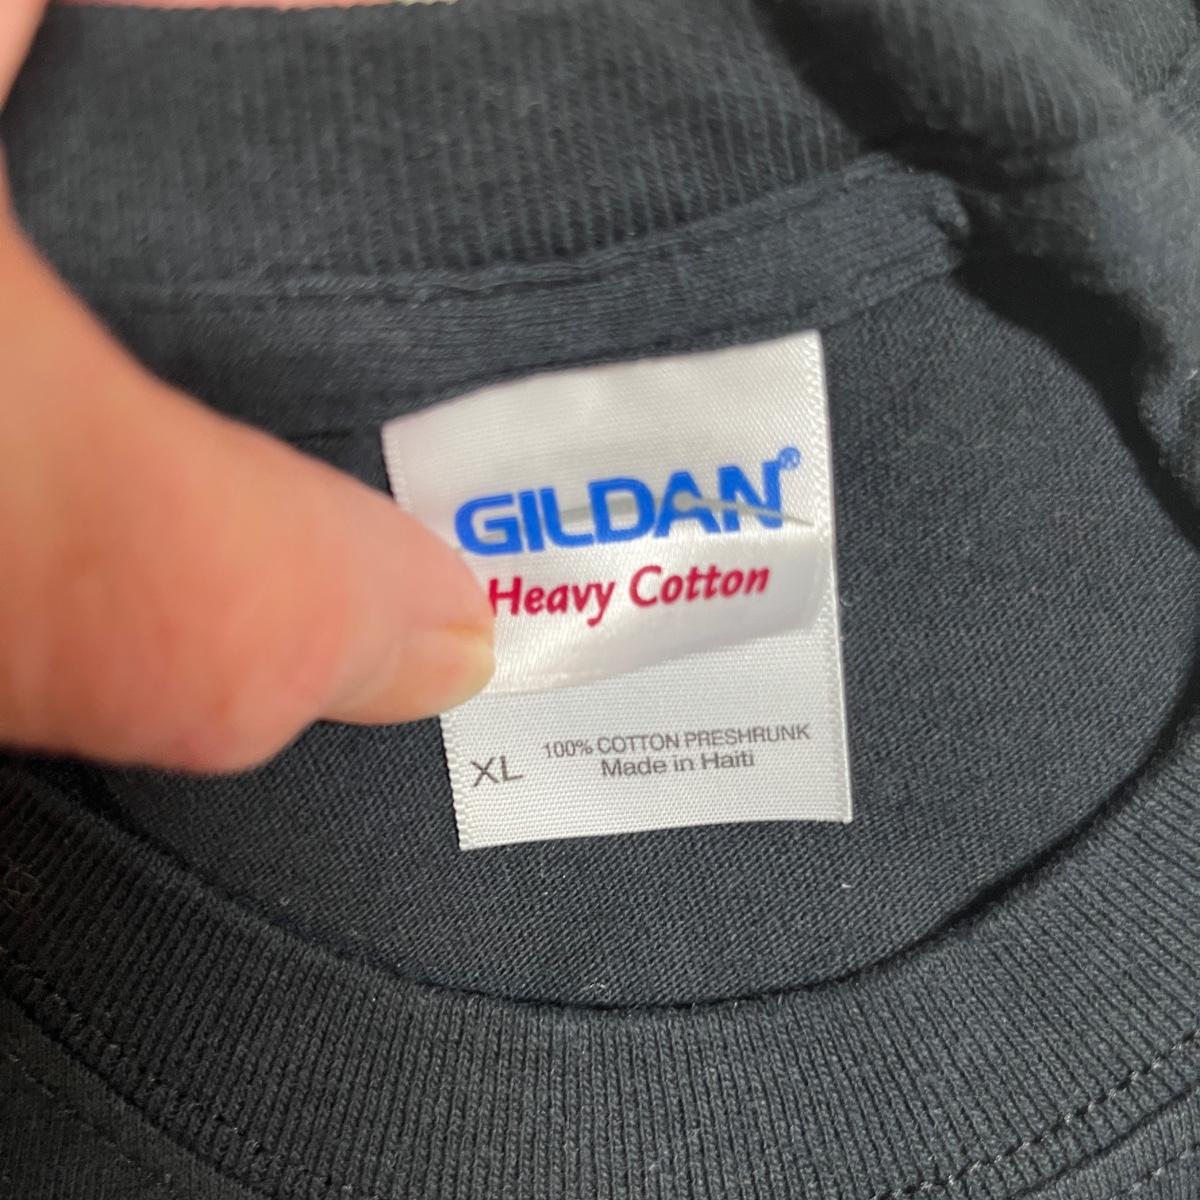 GILDAN®
Heavy Cotton
XL 100% COTTON PRESHRUNK
Made in Haiti